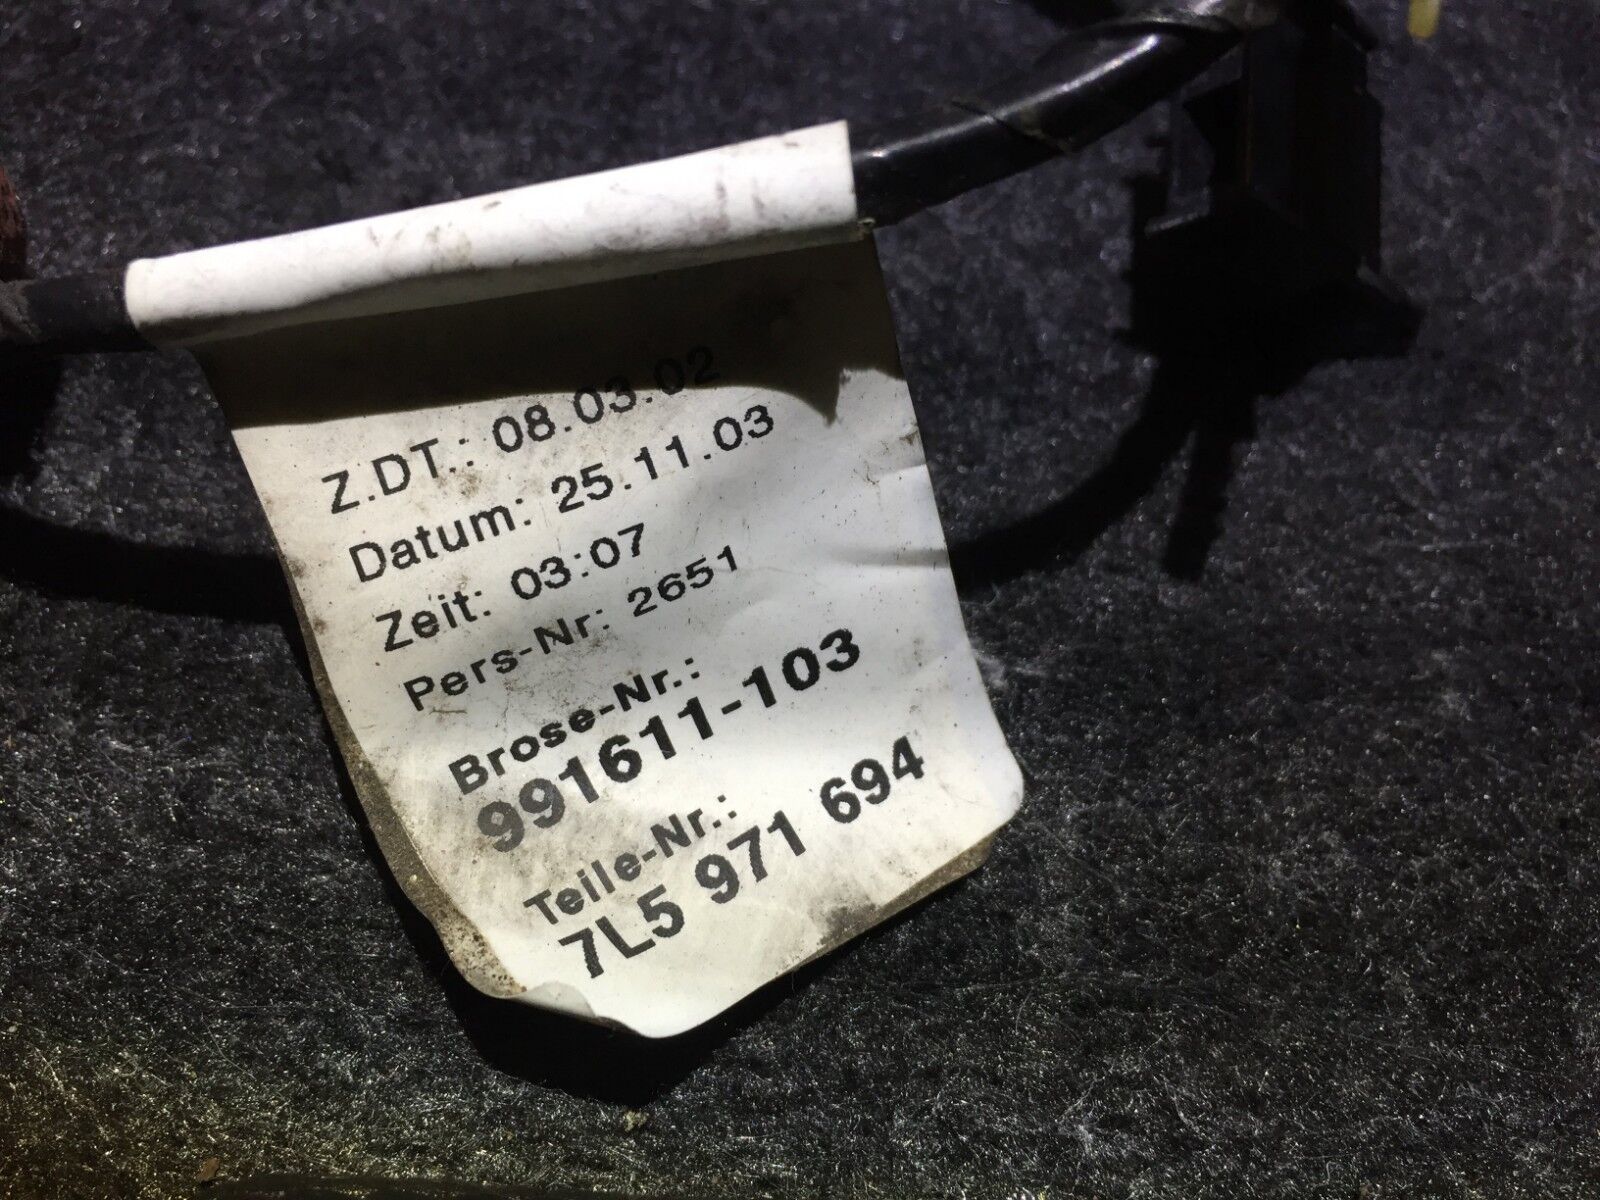 Z.DT.: 08.03.02
Datum: 25.11.03
Zeit: 03:07
Pers-Nr: 2651
Brose-Nr.:
991611-103
Teile-Nr.:
7L5 971 694